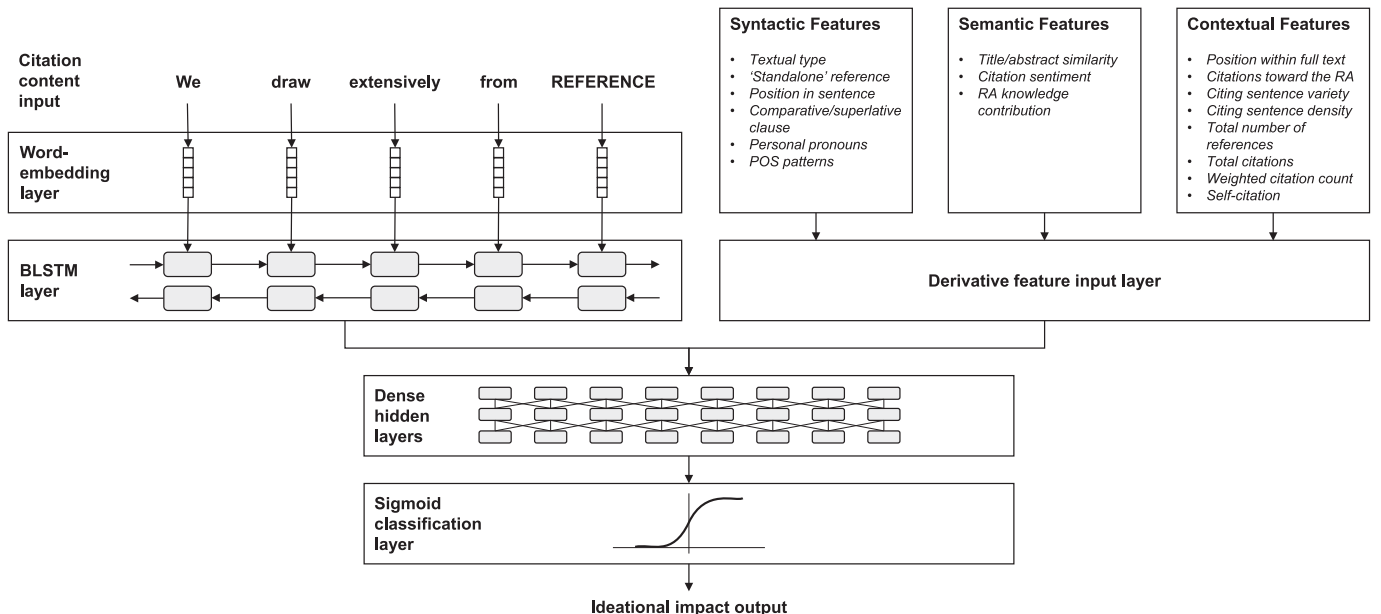 Citation
content
input
We draw extensively from REFERENCE
Word-
embedding
layer
BLSTM
layer
Syntactic Features
• Textual type
• ‘Standalone’ reference
• Position in sentence
• Comparative/superlative
clause
• Personal pronouns
• POS patterns
Semantic Features
• Title/abstract similarity
• Citation sentiment
• RA knowledge
contribution
Contextual Features
• Position within full text
• Citations toward the RA
• Citing sentence variety
• Citing sentence density
• Total number of
references
• Total citations
• Weighted citation count
• Self-citation
Derivative feature input layer
Dense
hidden
layers
Sigmoid
classification
layer
Ideational impact output